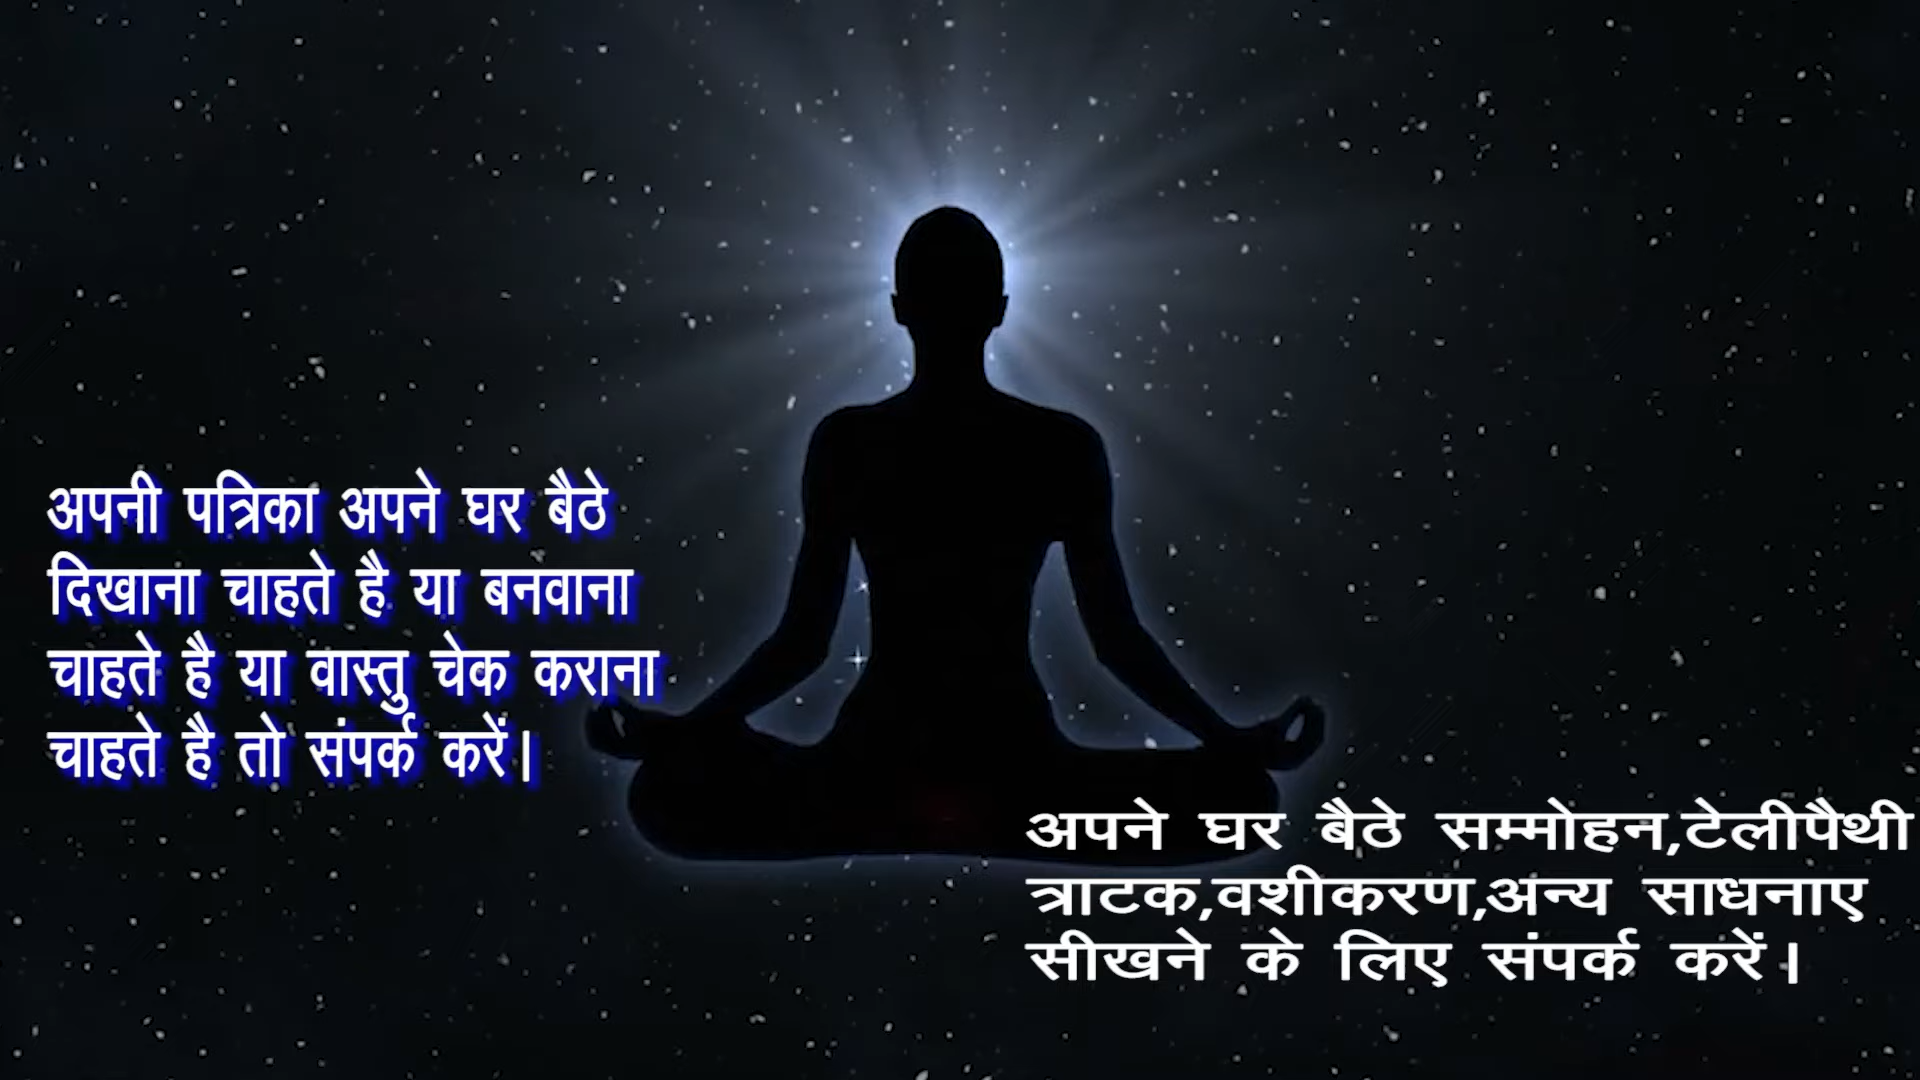 अपनी पत्रिका अपने घर बैठे
दिखाना चाहते है या बनवाना
चाहते है या वास्तु चेक कराना
चाहते है तो संपर्क करें।
अपने घर बैठे सम्मोहन,टेलीपैथी
त्राटक,वशीकरण,अन्य साधनाए
सीखने के लिए संपर्क करें।